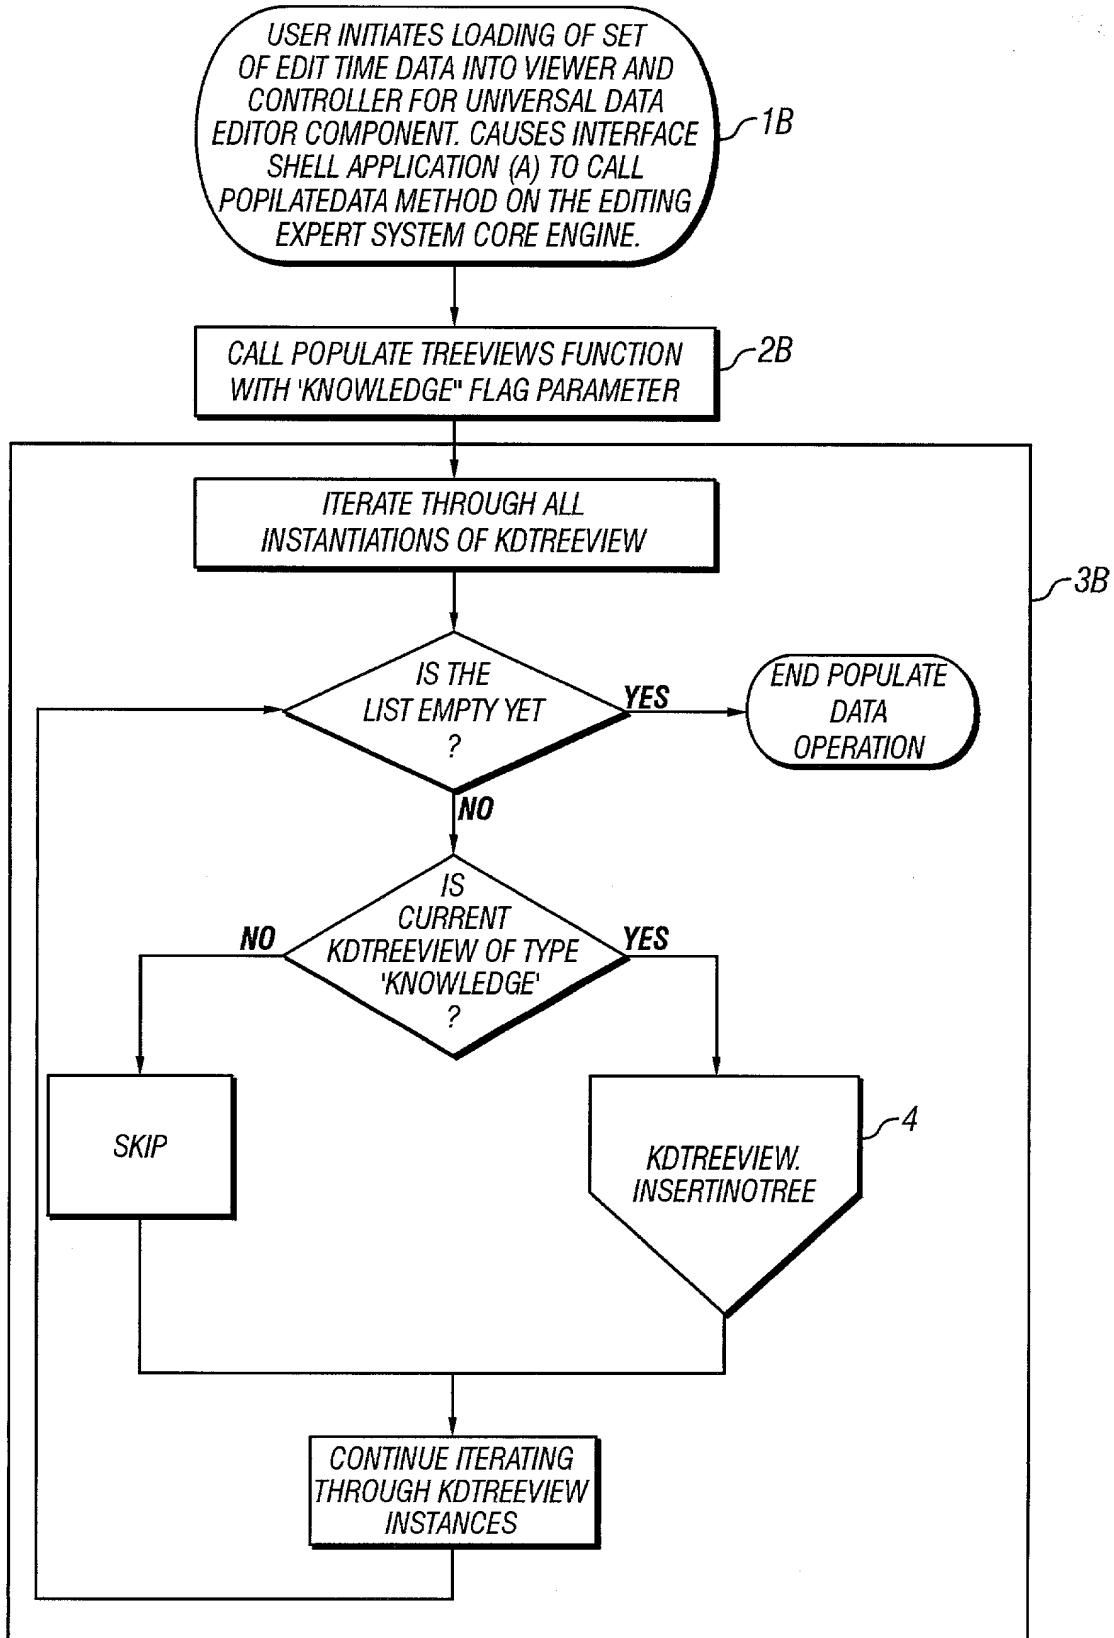 USER INITIATES LOADING OF SET
OF EDIT TIME DATA INTO VIEWER AND
CONTROLLER FOR UNIVERSAL DATA
EDITOR COMPONENT. CAUSES INTERFACE
SHELL APPLICATION (A) TO CALL
POPILATEDATA METHOD ON THE EDITING
EXPERT SYSTEM CORE ENGINE.
1B
CALL POPULATE TREEVIEWS FUNCTION
WITH 'KNOWLEDGE" FLAG PARAMETER
2B
ITERATE THROUGH ALL
INSTANTIATIONS OF KDTREEVIEW
3B
IS THE
LIST EMPTY YET
?
YES
END POPULATE
DATA
OPERATION
NO
IS
CURRENT
KDTREEVIEW OF TYPE
'KNOWLEDGE'
?
NO
YES
SKIP
KDTREEVIEW.
INSERTINOTREE
4
CONTINUE ITERATING
THROUGH KDTREEVIEW
INSTANCES